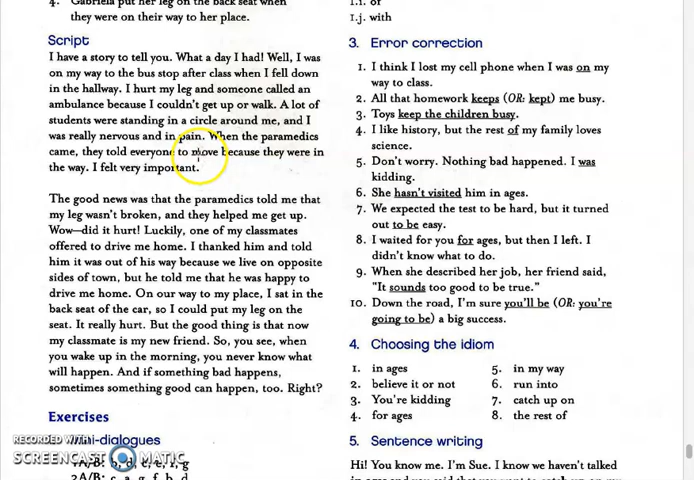 4. Gabriela put her leg on the back seat when
they were on their way to her place.
Script
I have a story to tell you. What a day I had! Well, I was
on my way to the bus stop after class when I fell down
in the hallway. I hurt my leg and someone called an
ambulance because I couldn't get up or walk. A lot of
students were standing in a circle around me, and I
was really nervous and in pain. When the paramedics
came, they told everyone to move because they were in
the way. I felt very important.
The good news was that the paramedics told me that
my leg wasn't broken, and they helped me get up.
Wow—did it hurt! Luckily, one of my classmates
offered to drive me home. I thanked him and told
him it was out of his way because we live on opposite
sides of town, but he told me that he was happy to
drive me home. On our way to my place, I sat in the
back seat of the car, so I could put my leg on the
seat. It really hurt. But the good thing is that now
my classmate is my new friend. So, you see, when
you wake up in the morning, you never know what
will happen. And if something bad happens,
sometimes something good can happen, too. Right?
Exercises
mini-dialogues
1A/B: b, d, c, e, f, g
2A/B: c, a, g, f, b, d
RECORDED WITH
SCREENCAST MATIC
1.i. of
1.j. with
3. Error correction
1. I think I lost my cell phone when I was on my
way to class.
2. All that homework keeps (OR: kept) me busy.
3. Toys keep the children busy.
4. I like history, but the rest of my family loves
science.
5. Don't worry. Nothing bad happened. I was
kidding.
6. She hasn't visited him in ages.
7. We expected the test to be hard, but it turned
out to be easy.
8. I waited for you for ages, but then I left. I
didn't know what to do.
9. When she described her job, her friend said,
"It sounds too good to be true."
10. Down the road, I'm sure you'll be (OR: you're
going to be) a big success.
4. Choosing the idiom
1. in ages
2. believe it or not
3. You're kidding
4. for ages
5. in my way
6. run into
7. catch up on
8. the rest of
5. Sentence writing
Hi! You know me. I'm Sue. I know we haven't talked